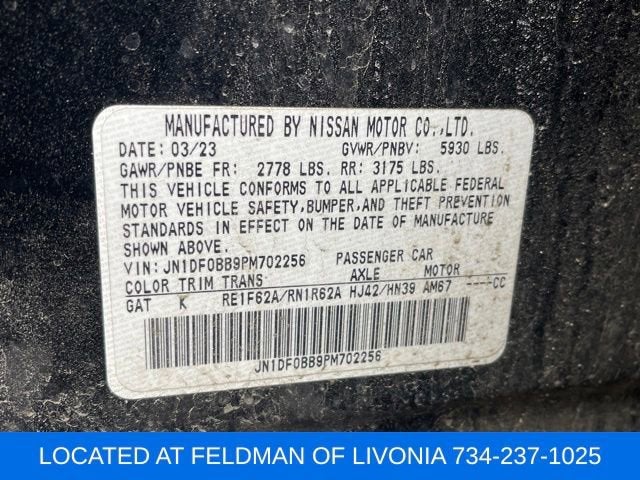 MANUFACTURED BY NISSAN MOTOR CO.,LTD.
DATE: 03/23 GVWR/PNBV: 5930 LBS.
GAWR/PNBE FR: 2778 LBS. RR: 3175 LBS.
THIS VEHICLE CONFORMS TO ALL APPLICABLE FEDERAL
MOTOR VEHICLE SAFETY,BUMPER,AND THEFT PREVENTION
STANDARDS IN EFFECT ON THE DATE OF MANUFACTURE
SHOWN ABOVE.
VIN: JN1DF0BB9PM702256 PASSENGER CAR
COLOR TRIM TRANS AXLE MOTOR
GAT K RE1F62A/RN1R62A HJ42/HN39 AM67 ----CC
JN1DF0BB9PM702256
LOCATED AT FELDMAN OF LIVONIA 734-237-1025